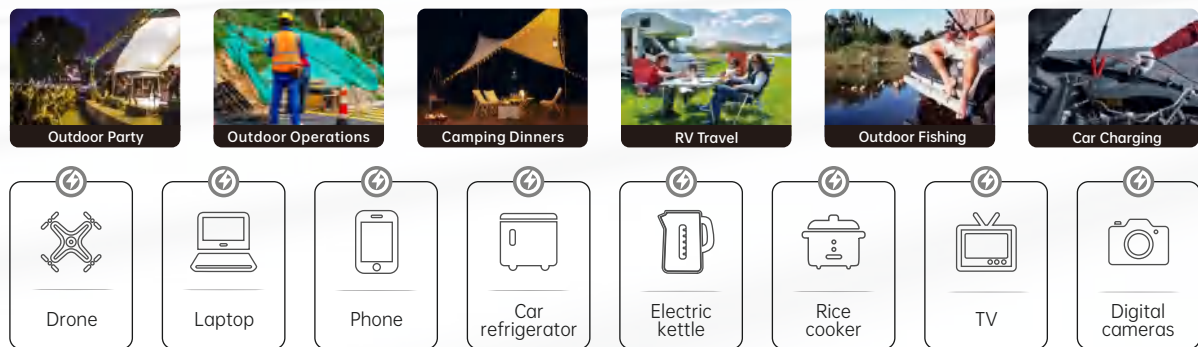 Outdoor Party
Outdoor Operations
Camping Dinners
RV Travel
Outdoor Fishing
Car Charging
Drone
Laptop
Phone
Car
refrigerator
Electric
kettle
Rice
cooker
TV
Digital
cameras